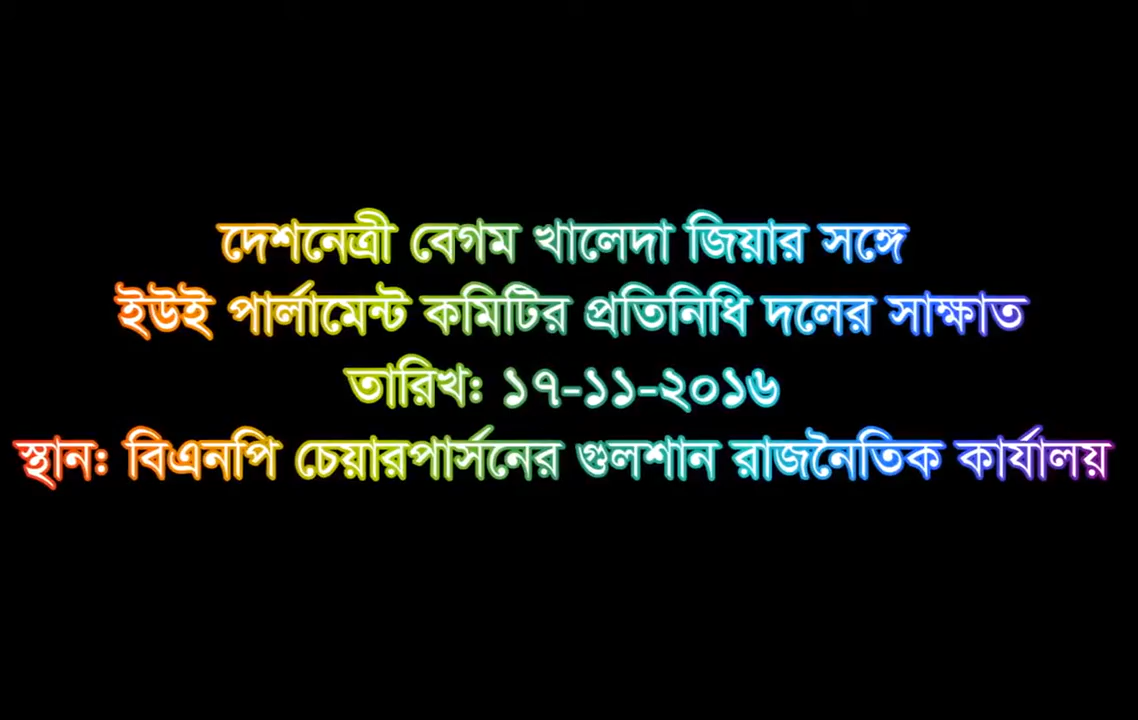 দেশনেত্রী বেগম খালেদা জিয়ার সঙ্গে
ইউই পার্লামেন্ট কমিটির প্রতিনিধি দলের সাক্ষাত
তারিখ: ১৭-১১-২০১৬
স্থান: বিএনপি চেয়ারপার্সনের গুলশান রাজনৈতিক কার্যালয়